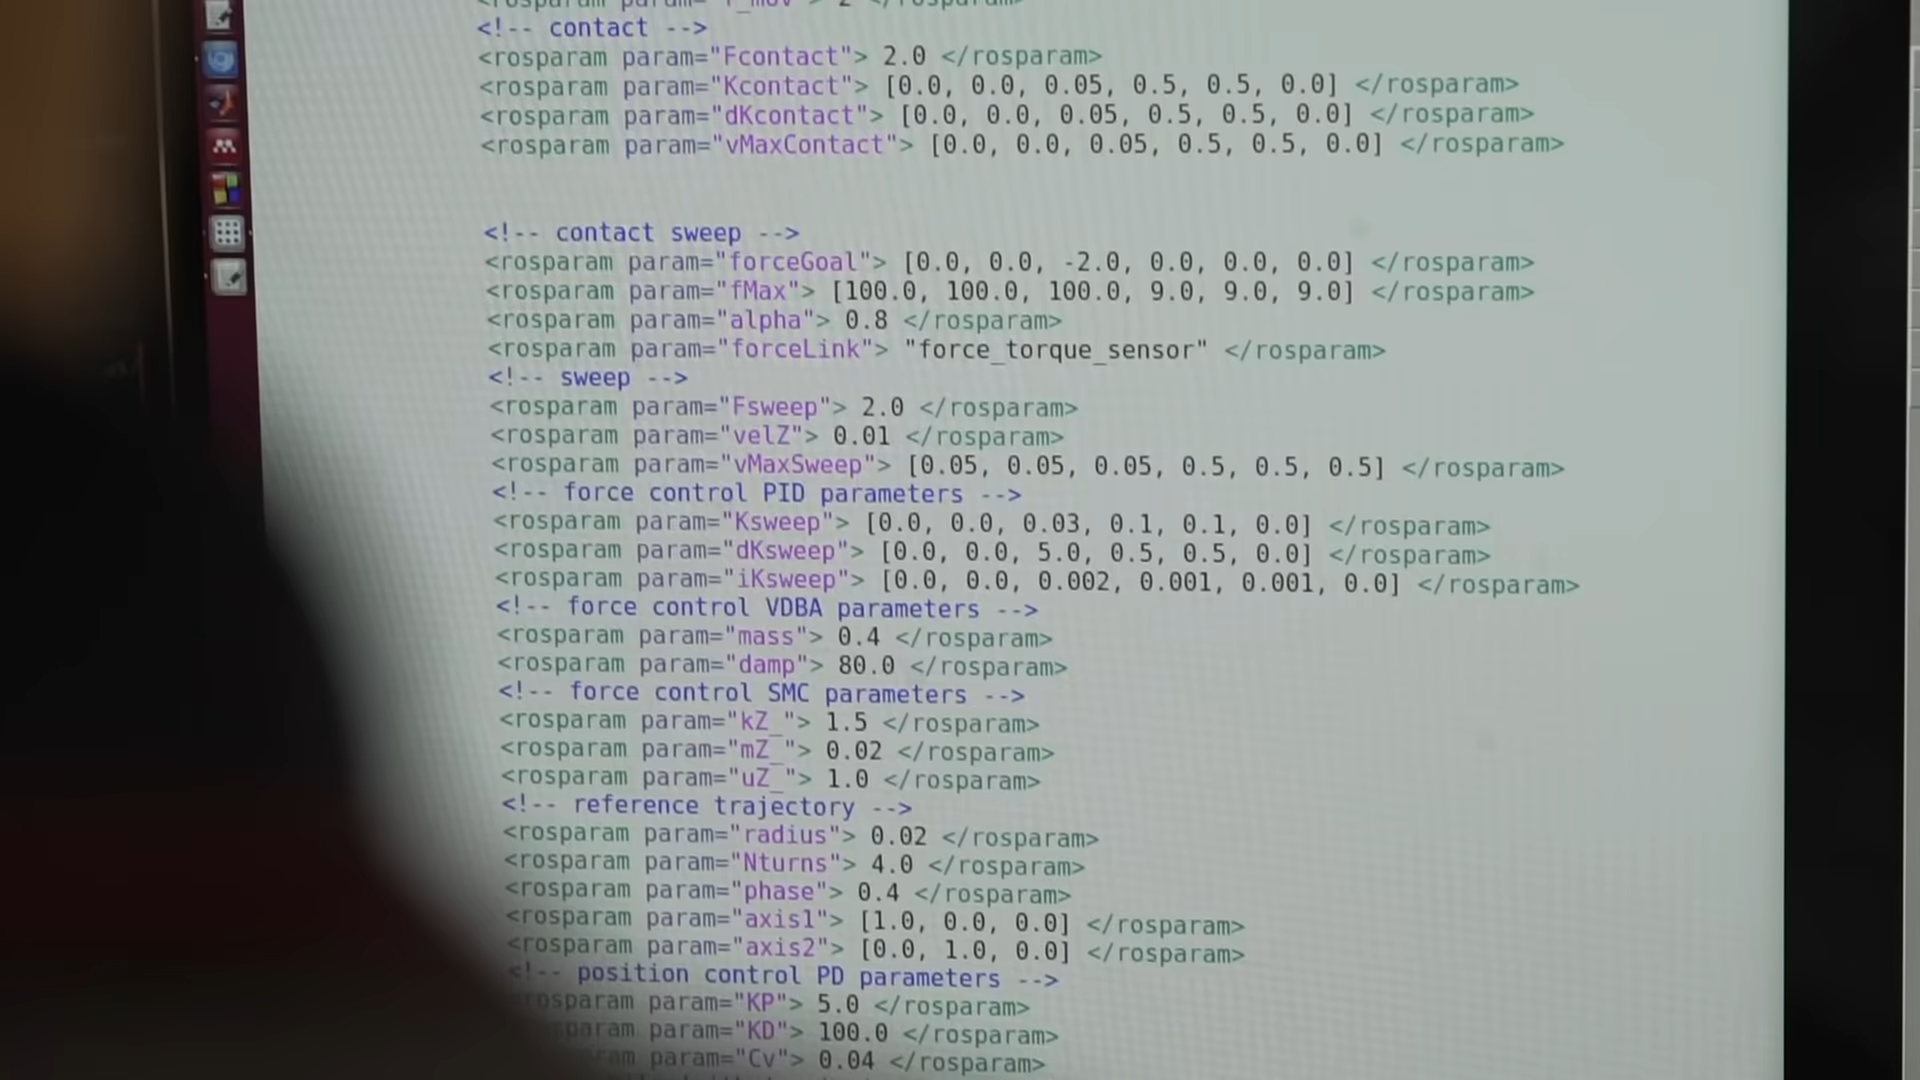 <!-- contact -->
<rosparam param="Fcontact"> 2.0 </rosparam>
<rosparam param="Kcontact"> [0.0, 0.0, 0.05, 0.5, 0.5, 0.0] </rosparam>
<rosparam param="dKcontact"> [0.0, 0.0, 0.05, 0.5, 0.5, 0.0] </rosparam>
<rosparam param="vMaxContact"> [0.0, 0.0, 0.05, 0.5, 0.5, 0.0] </rosparam>
<!-- contact sweep -->
<rosparam param="forceGoal"> [0.0, 0.0, -2.0, 0.0, 0.0, 0.0] </rosparam>
<rosparam param="fMax"> [100.0, 100.0, 100.0, 9.0, 9.0, 9.0] </rosparam>
<rosparam param="alpha"> 0.8 </rosparam>
<rosparam param="forceLink"> "force_torque_sensor" </rosparam>
<!-- sweep -->
<rosparam param="Fsweep"> 2.0 </rosparam>
<rosparam param="velZ"> 0.01 </rosparam>
<rosparam param="vMaxSweep"> [0.05, 0.05, 0.05, 0.5, 0.5, 0.5] </rosparam>
<!-- force control PID parameters -->
<rosparam param="Ksweep"> [0.0, 0.0, 0.03, 0.1, 0.1, 0.0] </rosparam>
<rosparam param="dKsweep"> [0.0, 0.0, 5.0, 0.5, 0.5, 0.0] </rosparam>
<rosparam param="iKsweep"> [0.0, 0.0, 0.002, 0.001, 0.001, 0.0] </rosparam>
<!-- force control VDBA parameters -->
<rosparam param="mass"> 0.4 </rosparam>
<rosparam param="damp"> 80.0 </rosparam>
<!-- force control SMC parameters -->
<rosparam param="kZ_"> 1.5 </rosparam>
<rosparam param="mZ_"> 0.02 </rosparam>
<rosparam param="uZ_"> 1.0 </rosparam>
<!-- reference trajectory -->
<rosparam param="radius"> 0.02 </rosparam>
<rosparam param="Nturns"> 4.0 </rosparam>
<rosparam param="phase"> 0.4 </rosparam>
<rosparam param="axis1"> [1.0, 0.0, 0.0] </rosparam>
<rosparam param="axis2"> [0.0, 1.0, 0.0] </rosparam>
<!-- position control PD parameters -->
rosparam param="KP"> 5.0 </rosparam>
param="KD"> 100.0 </rosparam>
param="Cv"> 0.04 </rosparam>